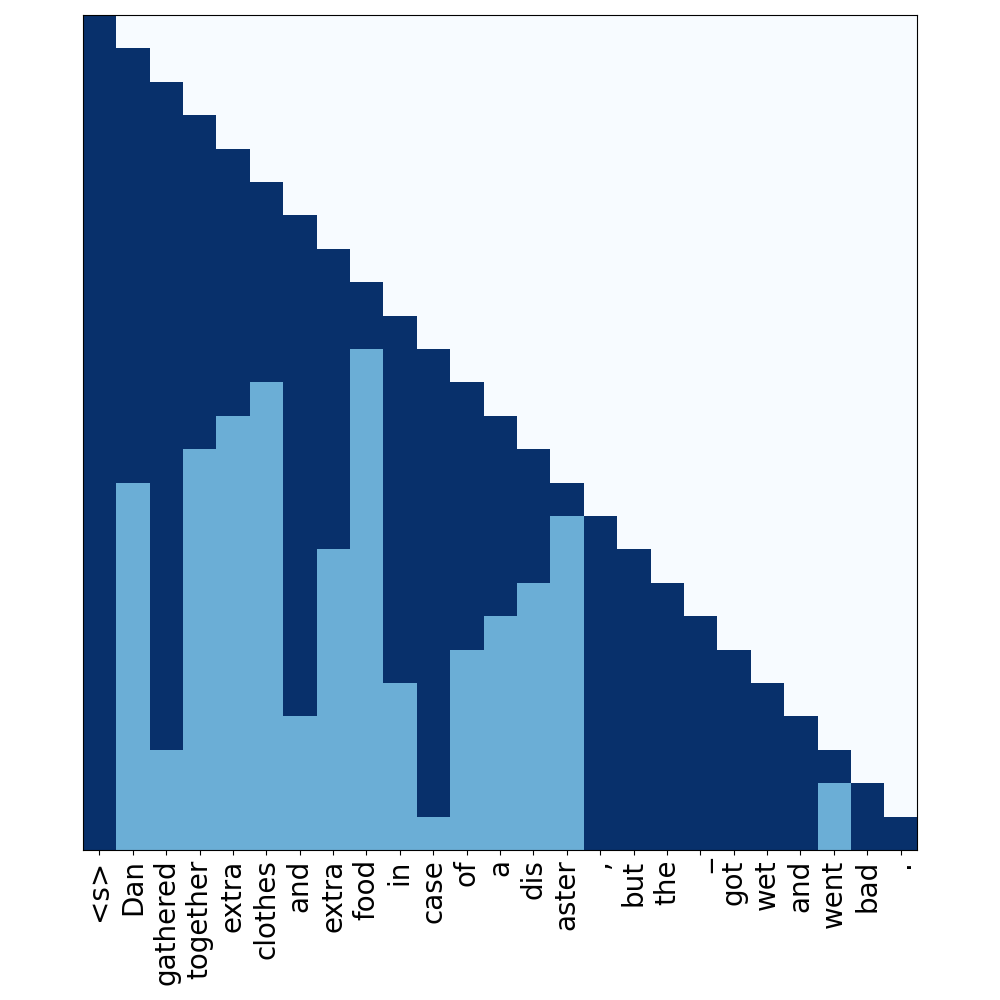 <s>
Dan
gathered
together
extra
clothes
and
extra
food
in
case
of
a
dis
aster
,
but
the
_
got
wet
and
went
bad
.